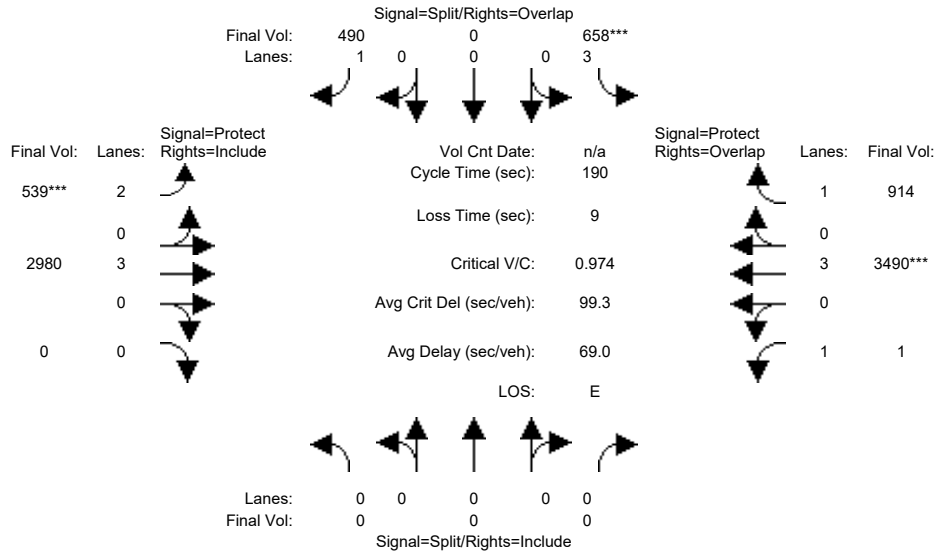 Signal=Split/Rights=Overlap
Final Vol: 490 0 658***
Lanes: 1 0 0 0 3
Signal=Protect Signal=Protect
Final Vol: Lanes: Rights=Include Vol Cnt Date: n/a Rights=Overlap Lanes: Final Vol:
Cycle Time (sec): 190
539*** 2 1 914
Loss Time (sec): 9
0 0
2980 3 Critical V/C: 0.974 3 3490***
0 Avg Crit Del (sec/veh): 99.3 0
0 0 Avg Delay (sec/veh): 69.0 1 1
LOS: E
Lanes: 0 0 0 0 0
Final Vol: 0 0 0
Signal=Split/Rights=Include